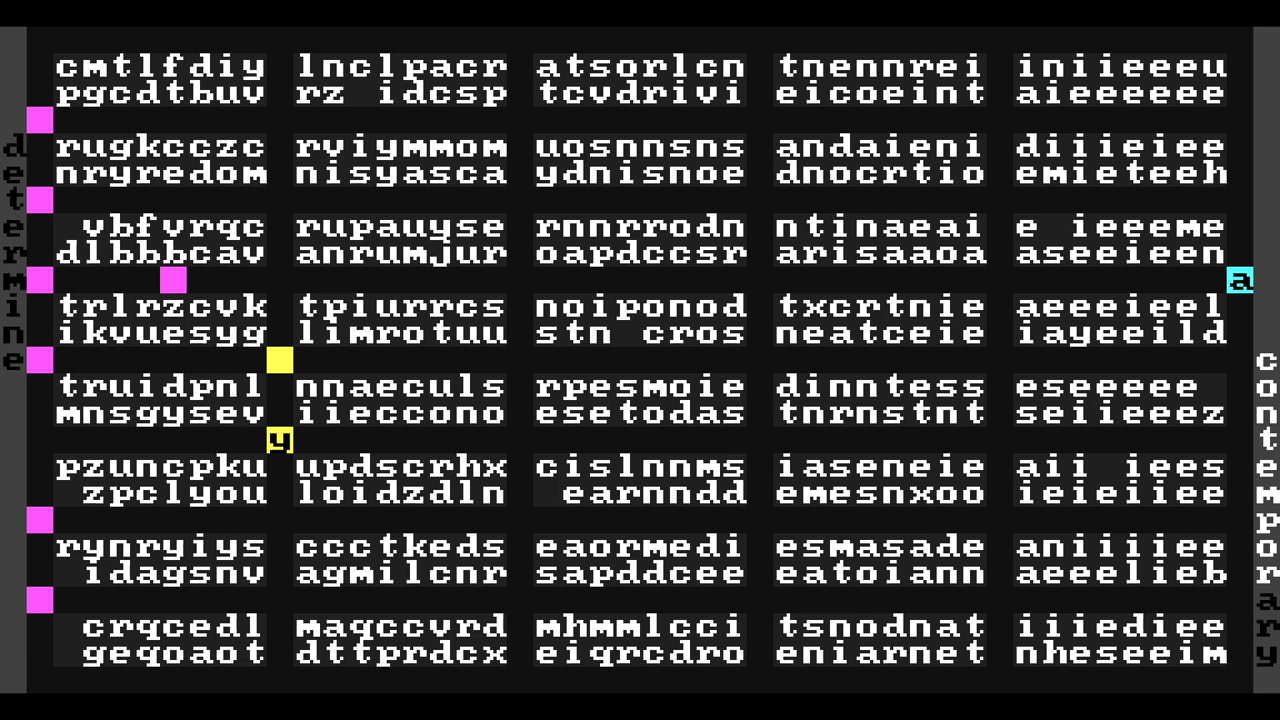 cmtlfdiy lnclpacr atsqrlcn tnennrei iniieeeu
pgcdtbuv rz idcsp tcvdrivi eicoeint aieeeeee
rugkcczc rviymmom uosnnsns andaieni diiieiee
nryredom nisyasca ydnisnoe dnocrtio emieteeh
vbfvrqc rupauyse rnnrrodn ntinaeai e ieeeme
dlbbbcav anrumjur oapdccsr arisaaoa aseeieen
a
trlrzcvk tpiurrcs noiponod txcrtnie aeeeieel
ikvuesyg limrotuu stn cros neatceie iayeeild
truidpnl nnaeculs rpesmoie dinntess eseeeee
mnsgysev iieccono esetodas tnrnstnt seiieeez
y
pzuncpku updscrhx cislnnms iaseneie aii iees
zpclyou loidzdln earnndd emesnxoo ieieiiee
rynryiys ccctkeds eaormedi esmasade aniiiiee
idagsnv agmilcnr sapddcee eatoiann aeeelieb
crqcedl maqccvrd mhmmlcci tsnodnat iiiediee
geqoaot dttprdcx eiqrcdro eniarnet nheseeim
determine
contemporary